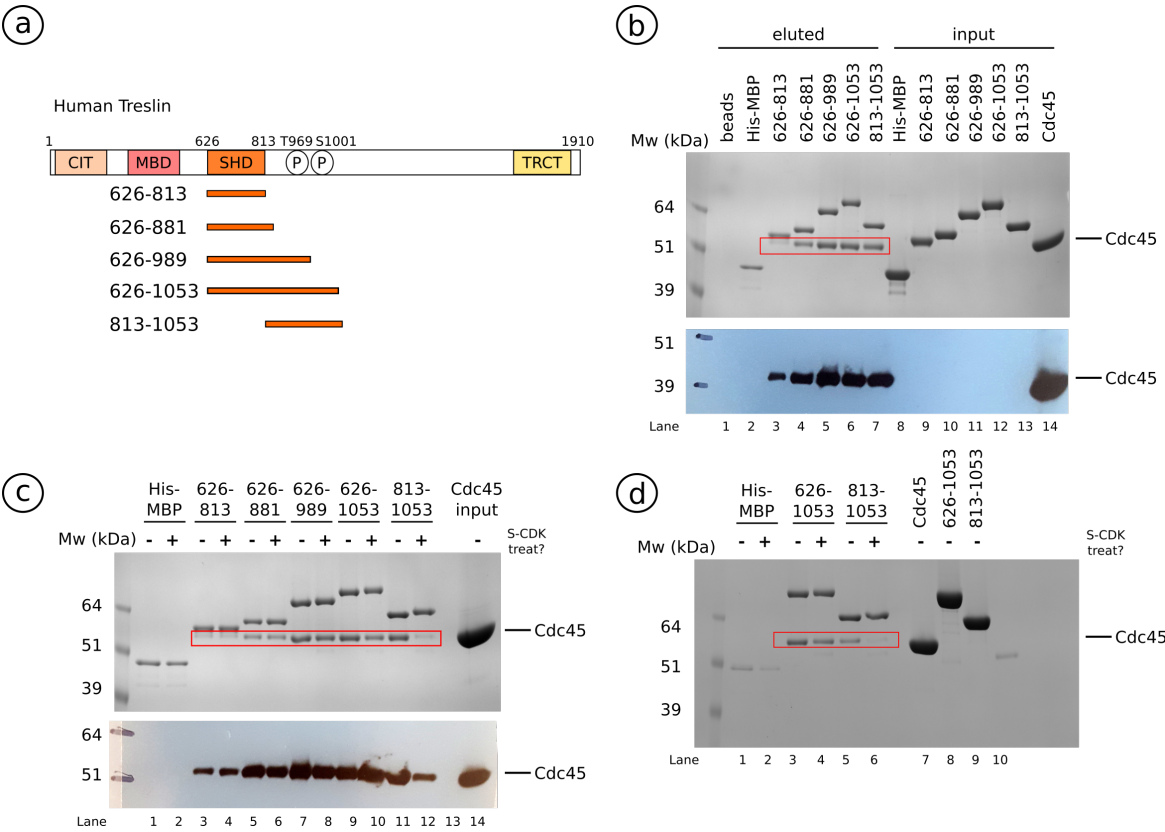 a
Human Treslin
1 626 813 T969 S1001 1910
CIT MBD SHD P P TRCT
626-813
626-881
626-989
626-1053
813-1053
b
eluted input
beads His-MBP 626-813 626-881 626-989 626-1053 813-1053 His-MBP 626-813 626-881 626-989 626-1053 813-1053 Cdc45
Mw (kDa)
64
51 Cdc45
39
51
39 Cdc45
Lane 1 2 3 4 5 6 7 8 9 10 11 12 13 14
c
His- 626- 626- 626- 626- 813- Cdc45
MBP 813 881 989 1053 1053 input
Mw (kDa) - + - + - + - + - + - + - S-CDK
treat?
64
51 Cdc45
39
64
51 Cdc45
Lane 1 2 3 4 5 6 7 8 9 10 11 12 13 14
d
His- 626- 813- Cdc45 626-1053 813-1053
MBP 1053 1053
Mw (kDa) - + - + - + - - - S-CDK
treat?
64 Cdc45
51
39
Lane 1 2 3 4 5 6 7 8 9 10